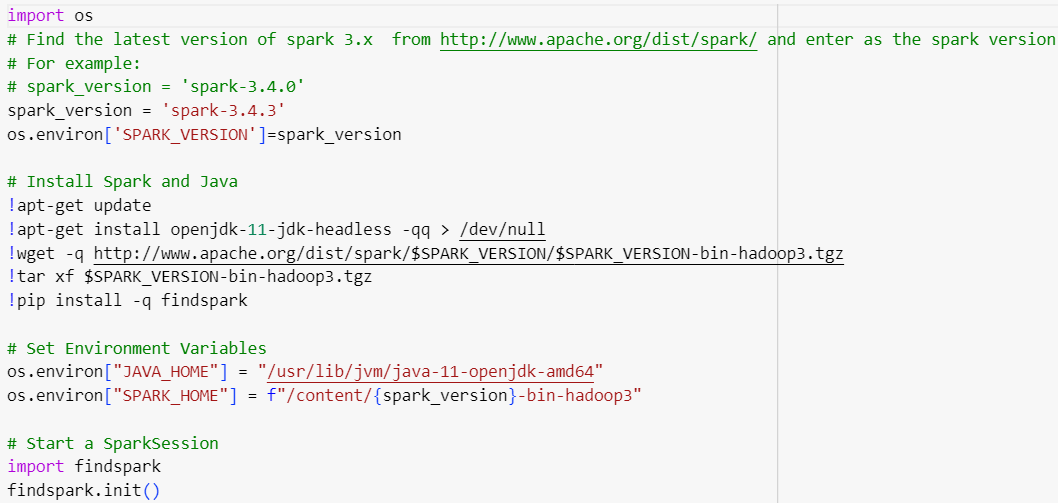 import os
# Find the latest version of spark 3.x  from http://www.apache.org/dist/spark/ and enter as the spark version
# For example:
# spark_version = 'spark-3.4.0'
spark_version = 'spark-3.4.3'
os.environ['SPARK_VERSION']=spark_version

# Install Spark and Java
!apt-get update
!apt-get install openjdk-11-jdk-headless -qq > /dev/null
!wget -q http://www.apache.org/dist/spark/$SPARK_VERSION/$SPARK_VERSION-bin-hadoop3.tgz
!tar xf $SPARK_VERSION-bin-hadoop3.tgz
!pip install -q findspark

# Set Environment Variables
os.environ["JAVA_HOME"] = "/usr/lib/jvm/java-11-openjdk-amd64"
os.environ["SPARK_HOME"] = f"/content/{spark_version}-bin-hadoop3"

# Start a SparkSession
import findspark
findspark.init()